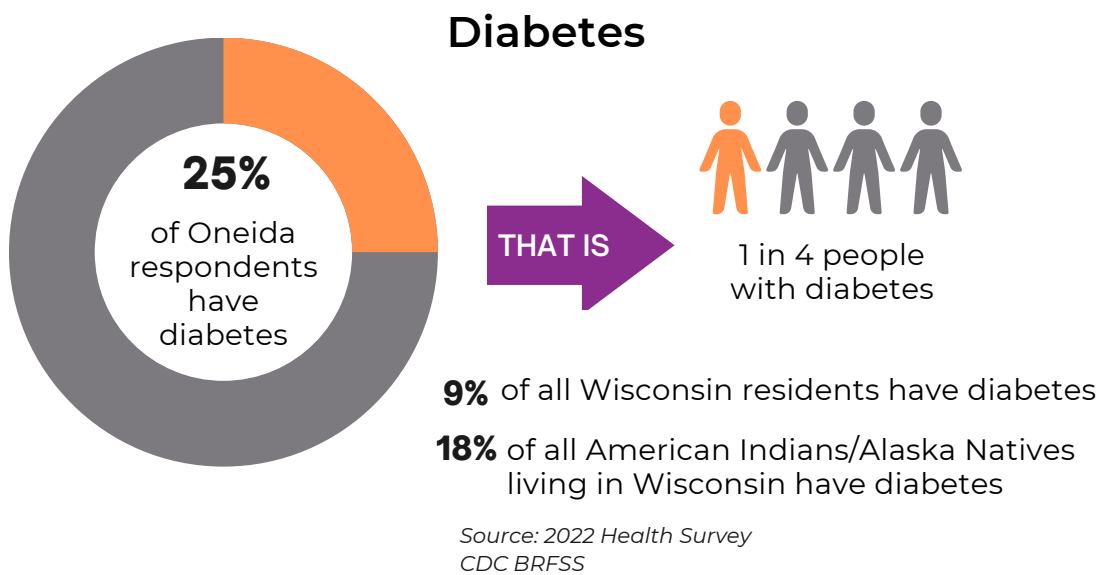 Diabetes
25%
of Oneida
respondents
have
diabetes
THAT IS
1 in 4 people
with diabetes
9% of all Wisconsin residents have diabetes
18% of all American Indians/Alaska Natives
living in Wisconsin have diabetes
Source: 2022 Health Survey
CDC BRFSS